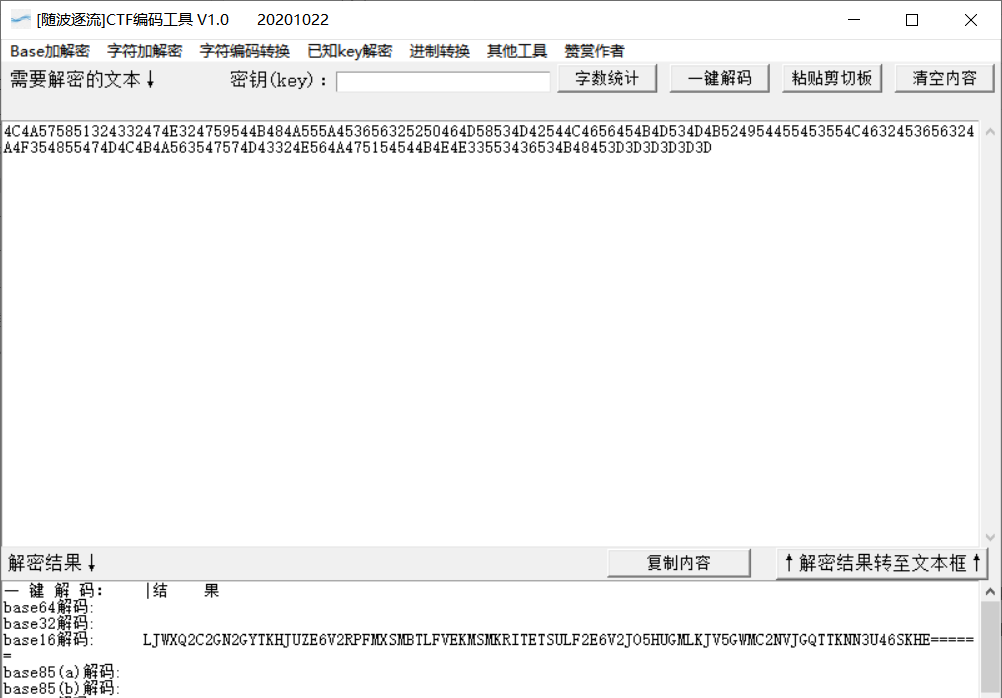 [随波逐流]CTF编码工具 V1.0 20201022
Base加解密 字符加解密 字符编码转换 已知key解密 进制转换 其他工具 赞赏作者
需要解密的文本↓ 密钥(key)： 字数统计 一键解码 粘贴剪切板 清空内容
4C4A575851324332474E324759544B484A555A453656325250464D58534D42544C4656454B4D534D4B524954455453554C4632453656324
A4F354855474D4C4B4A563547574D43324E564A475154544B4E4E33553436534B48453D3D3D3D3D3D
解密结果↓ 复制内容 ↑解密结果转至文本框↑
一 键 解 码: |结 果
base64解码:
base32解码:
base16解码: LJWXQ2C2GN2GYTKHJUZE6V2RPFMXSMBTLFVEKMSMKRITETSULF2E6V2JO5HUGMLKJV5GWMC2NVJGQTTKNN3U46SKHE=====
=
base85(a)解码:
base85(b)解码: